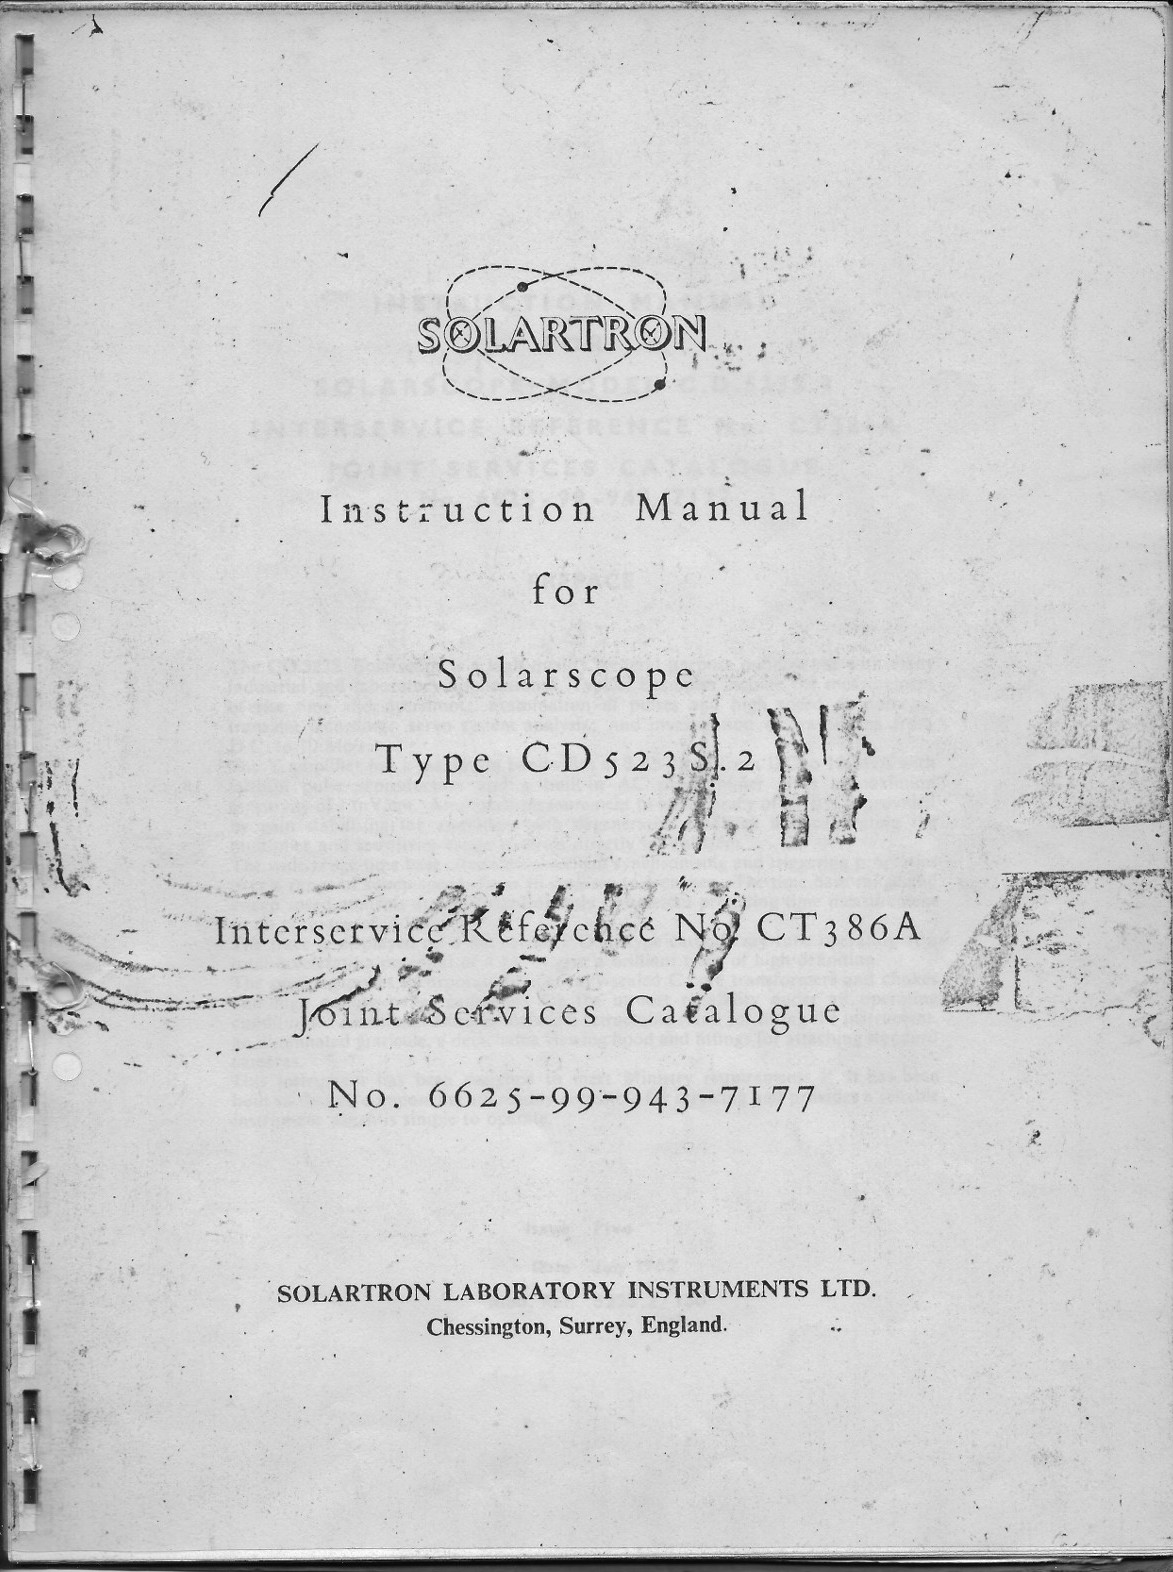 SOLARTRON
Instruction Manual
for
Solarscope
Type CD523S.2
Interservice Reference No. CT386A
Joint Services Catalogue
No. 6625-99-943-7177
SOLARTRON LABORATORY INSTRUMENTS LTD.
Chessington, Surrey, England.